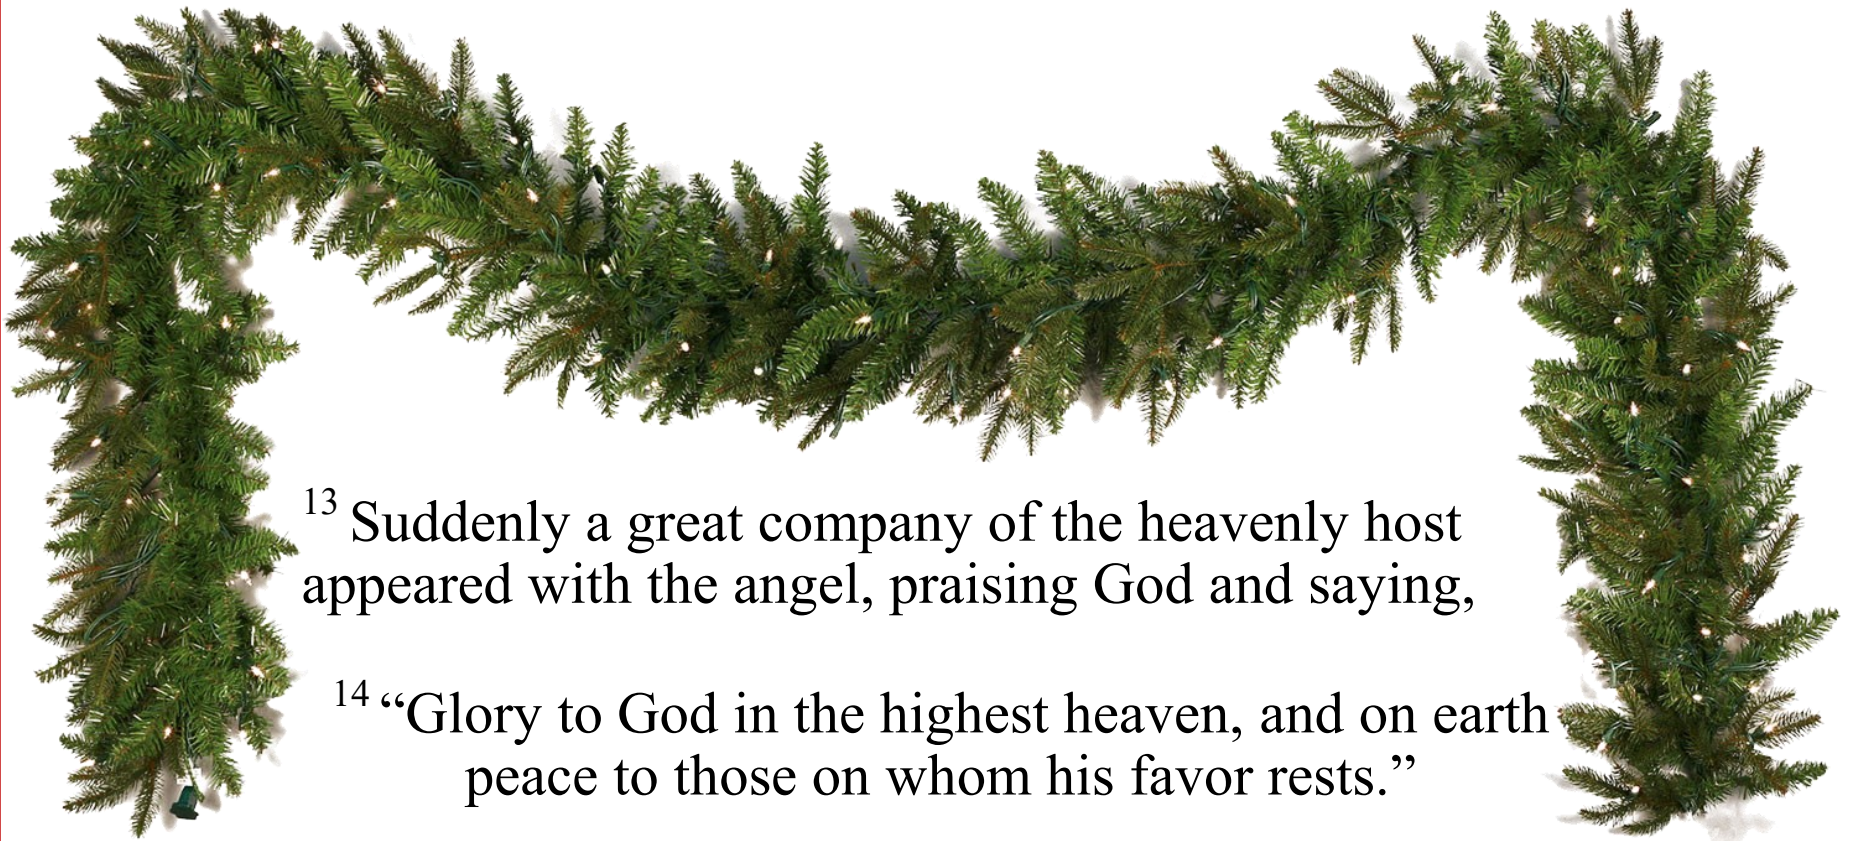 13 Suddenly a great company of the heavenly host
appeared with the angel, praising God and saying,
14 “Glory to God in the highest heaven, and on earth
peace to those on whom his favor rests.”